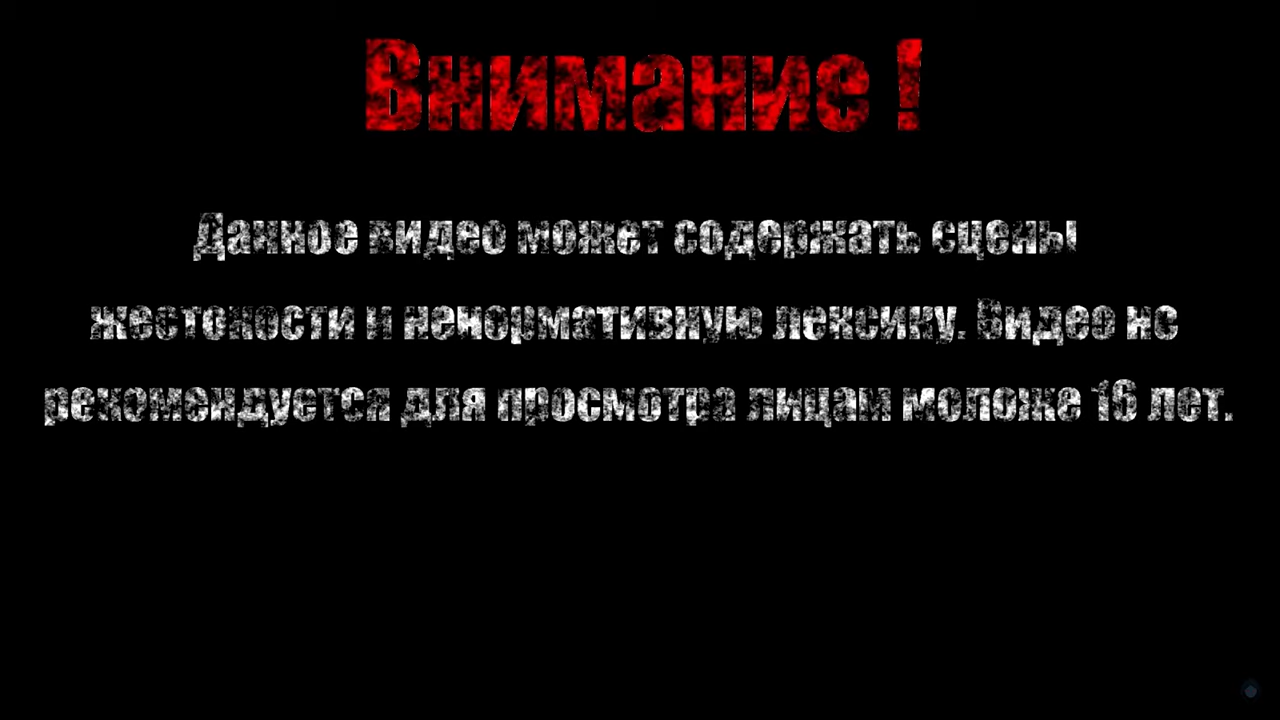 Внимание !
Данное видео может содержать сцены
жестокости и ненормативную лексику. Видео не
рекомендуется для просмотра лицам моложе 16 лет.